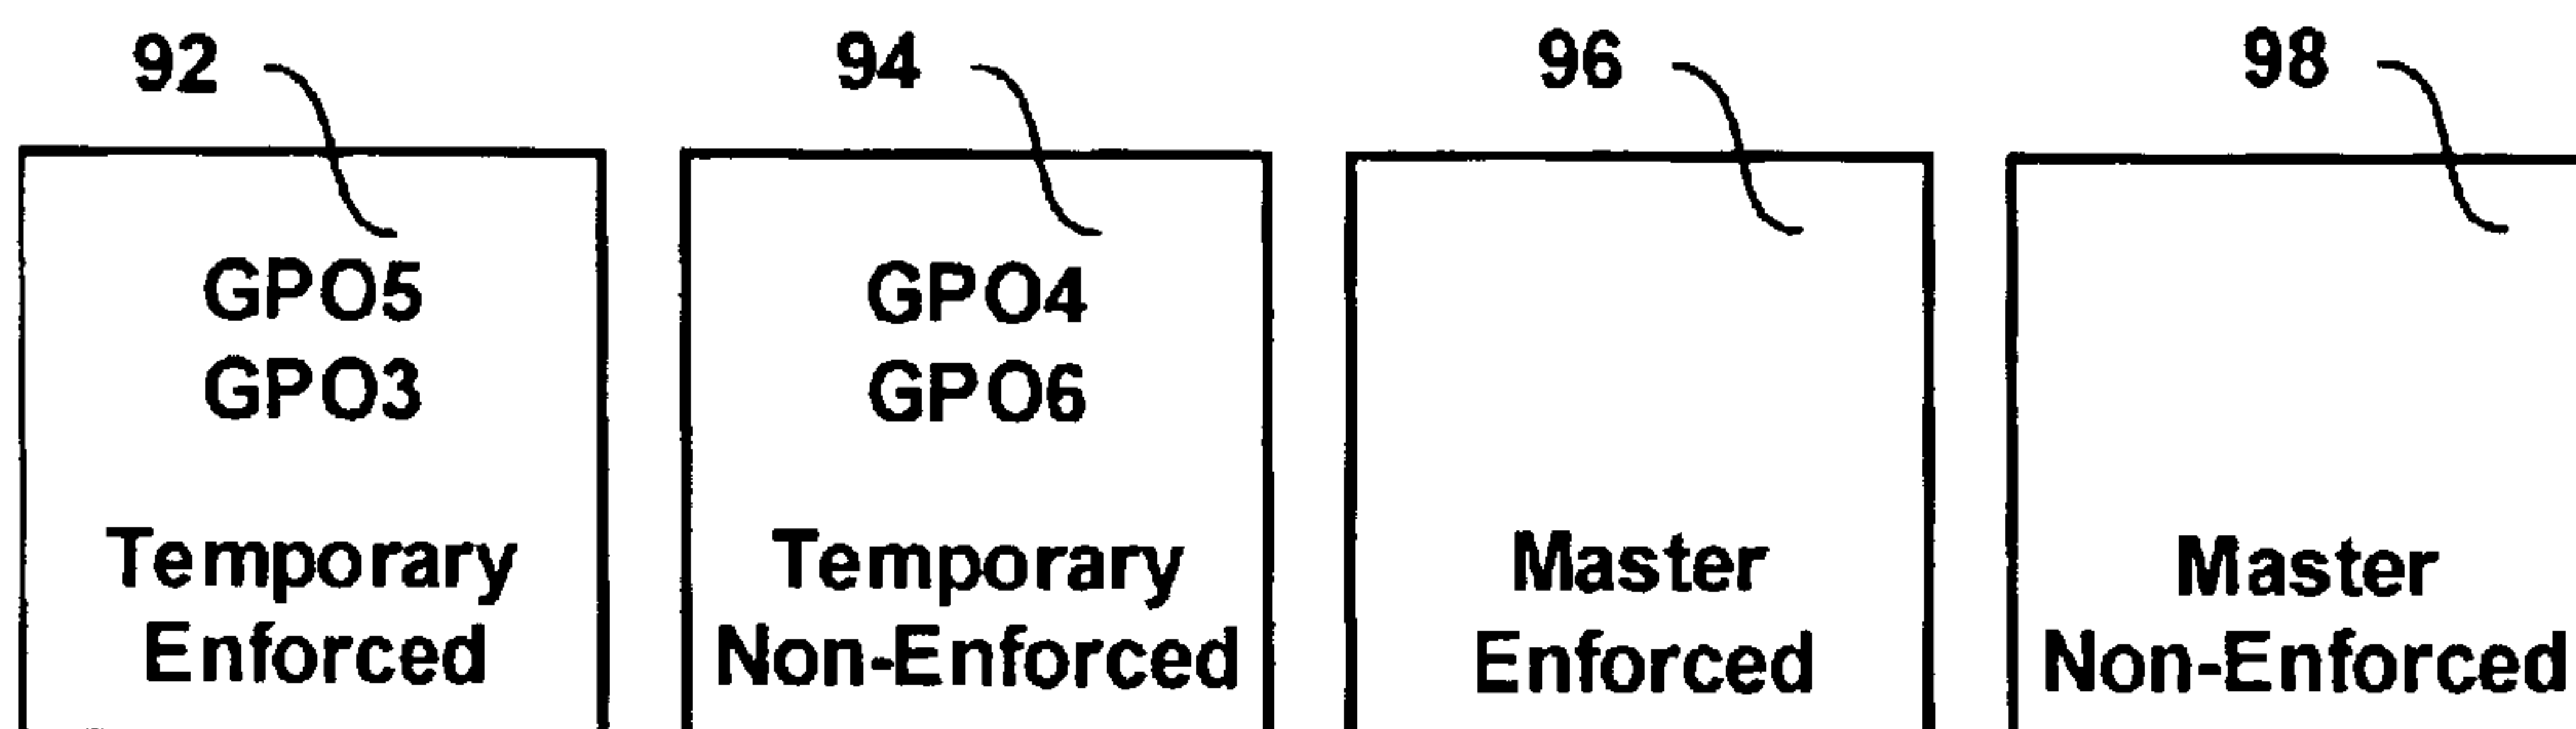 92
94
96
98
GPO5
GPO3
Temporary
Enforced
GPO4
GPO6
Temporary
Non-Enforced
Master
Enforced
Master
Non-Enforced